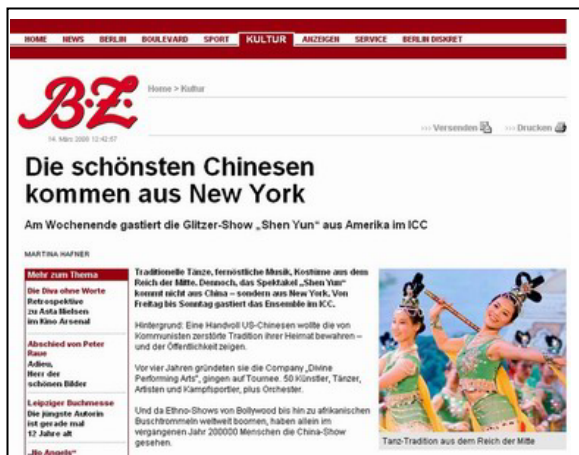 HOME NEWS BERLIN BOULEVARD SPORT KULTUR ANZEIGEN SERVICE BERLIN DISKRET
B·Z:
Home > Kultur
14. März 2008 12:42:57
››› Versenden ››› Drucken
Die schönsten Chinesen
kommen aus New York
Am Wochenende gastiert die Glitzer-Show „Shen Yun“ aus Amerika im ICC
MARTINA HAFNER
Mehr zum Thema
Die Diva ohne Worte
Retrospektive
zu Asta Nielsen
im Kino Arsenal
Abschied von Peter
Raue
Adieu,
Herr der
schönen Bilder
Leipziger Buchmesse
Die jüngste Autorin
ist gerade mal
12 Jahre alt
„No Angels“
Traditionelle Tänze, fernöstliche Musik, Kostüme aus dem
Reich der Mitte. Dennoch, das Spektakel „Shen Yun“
kommt nicht aus China – sondern aus New York. Von
Freitag bis Sonntag gastiert das Ensemble im ICC.
Hintergrund: Eine Handvoll US-Chinesen wollte die von
Kommunisten zerstörte Tradition ihrer Heimat bewahren –
und der Öffentlichkeit zeigen.
Vor vier Jahren gründeten sie die Company „Divine
Performing Arts“, gingen auf Tournee. 50 Künstler, Tänzer,
Artisten und Kampfsportler, plus Orchester.
Und da Ethno-Shows von Bollywood bis hin zu afrikanischen
Buschtrommeln weltweit boomen, haben allein im
vergangenen Jahr 200000 Menschen die China-Show
gesehen.
Tanz-Tradition aus dem Reich der Mitte